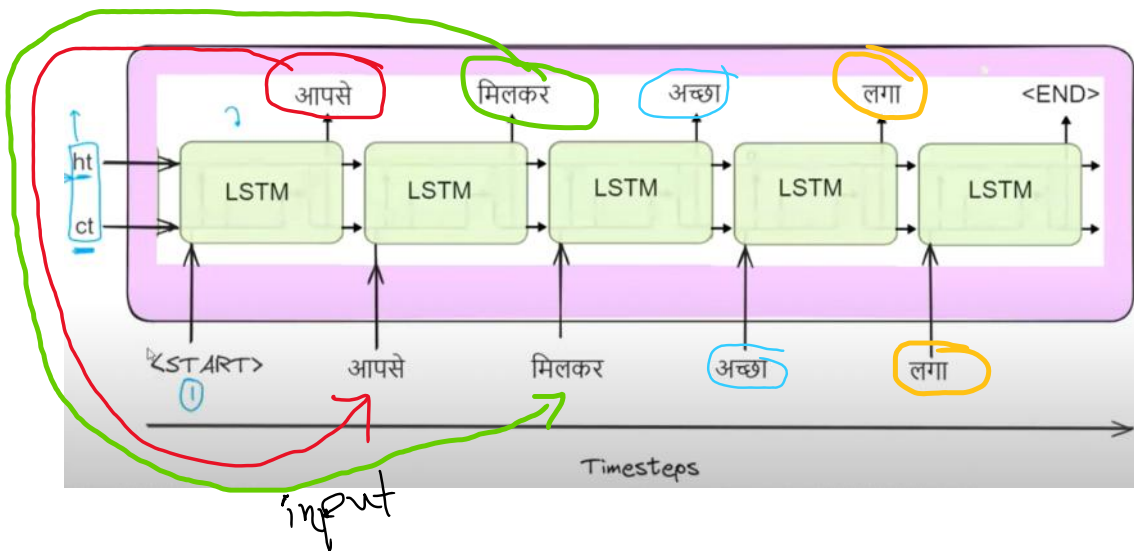 आपसे मिलकर अच्छा लगा <END>
ht LSTM LSTM LSTM LSTM LSTM
ct
<START> आपसे मिलकर अच्छा लगा
1
Timesteps
input